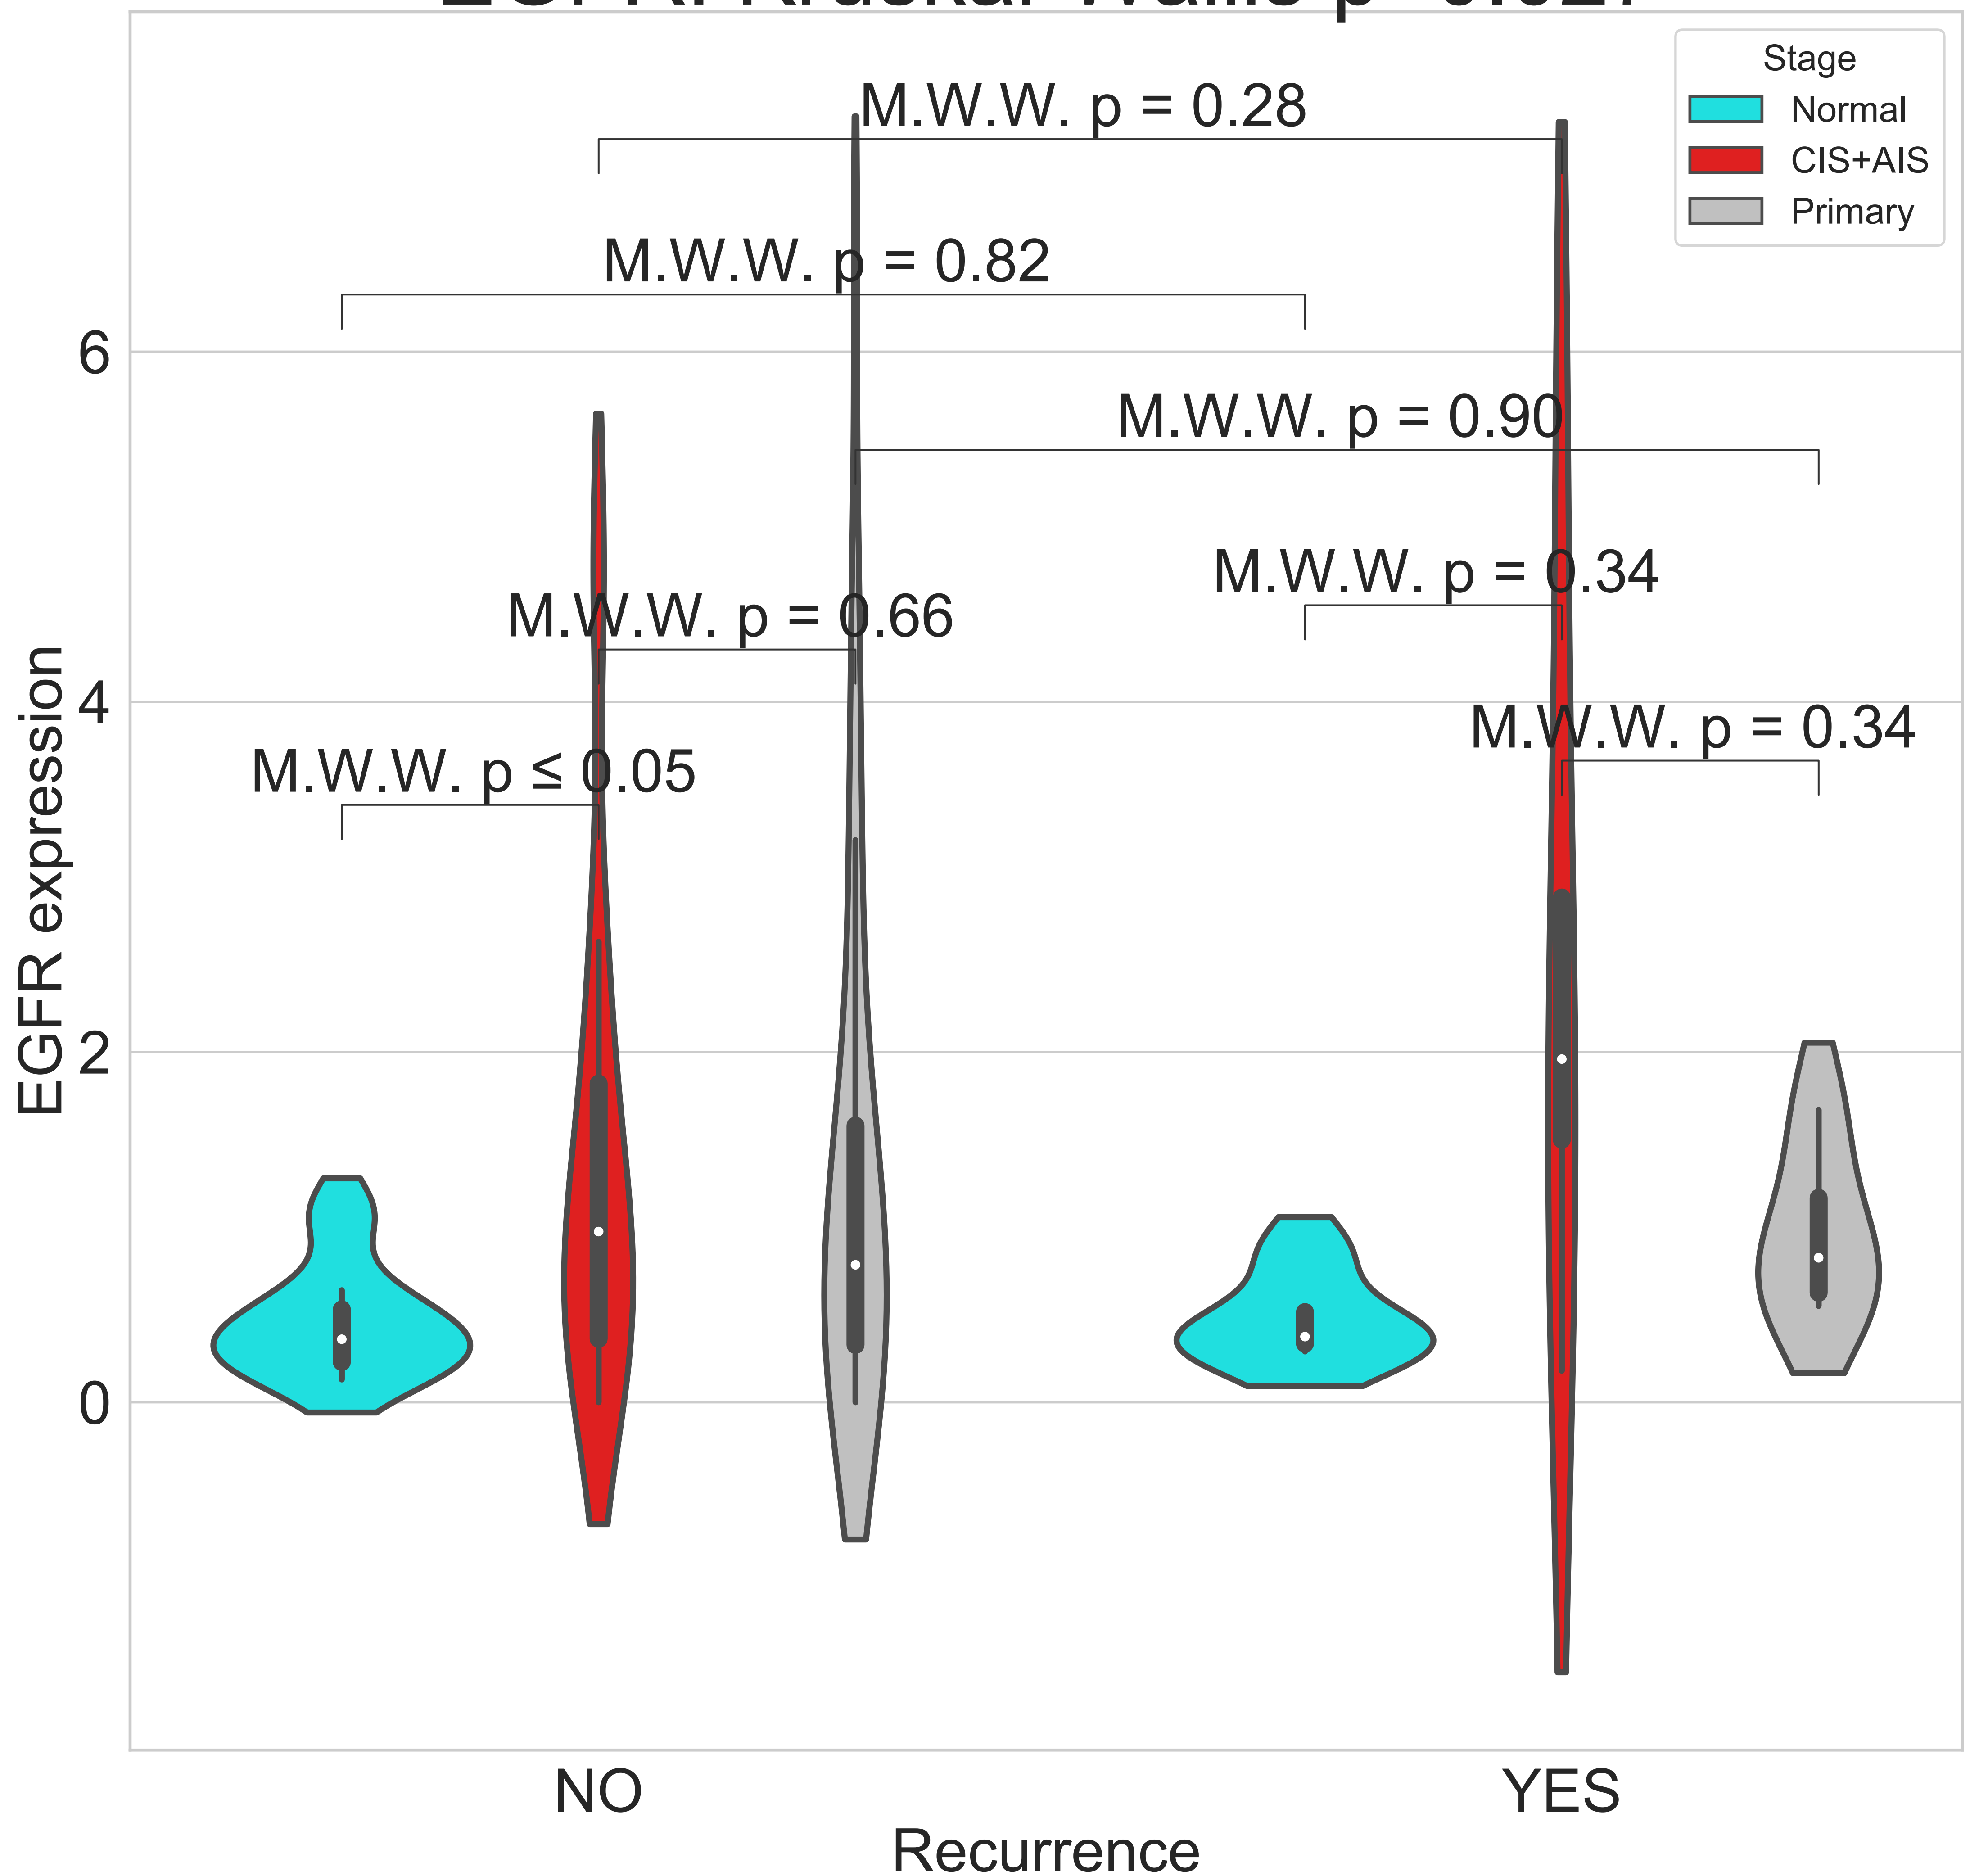 Stage
Normal
CIS+AIS
Primary
M.W.W. p = 0.28
M.W.W. p = 0.82
M.W.W. p = 0.90
M.W.W. p = 0.34
M.W.W. p = 0.66
M.W.W. p = 0.34
M.W.W. p ≤ 0.05
6
4
2
0
EGFR expression
NO
YES
Recurrence